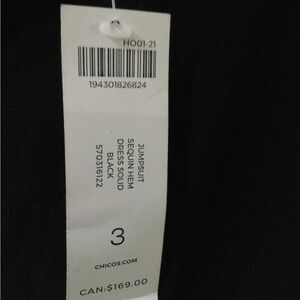 HO01-21
194301826824
JUMPSUIT
SEQUIN HEM
DRESS SOLID
BLACK
570316122
3
CHICOS.COM
CAN:$169.00